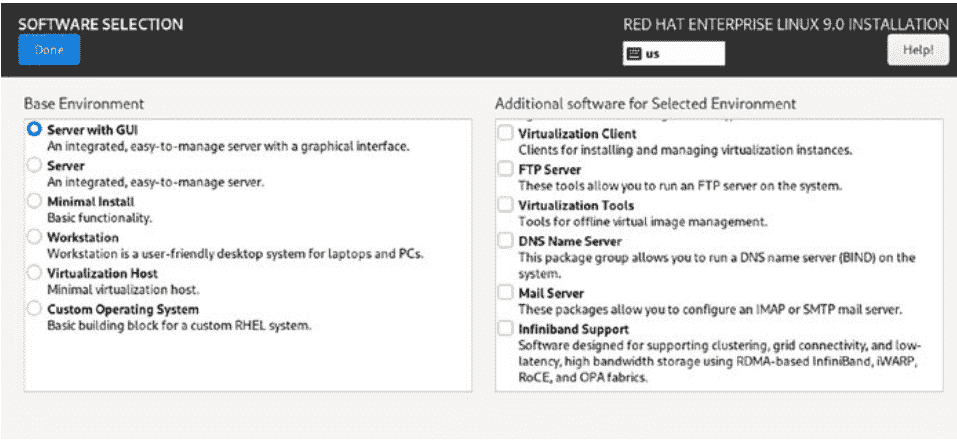 SOFTWARE SELECTION
RED HAT ENTERPRISE LINUX 9.0 INSTALLATION
Done
us
Help!
Base Environment
Server with GUI
An integrated, easy-to-manage server with a graphical interface.
Server
An integrated, easy-to-manage server.
Minimal Install
Basic functionality.
Workstation
Workstation is a user-friendly desktop system for laptops and PCs.
Virtualization Host
Minimal virtualization host.
Custom Operating System
Basic building block for a custom RHEL system.
Additional software for Selected Environment
Virtualization Client
Clients for installing and managing virtualization instances.
FTP Server
These tools allow you to run an FTP server on the system.
Virtualization Tools
Tools for offline virtual image management.
DNS Name Server
This package group allows you to run a DNS name server (BIND) on the
system.
Mail Server
These packages allow you to configure an IMAP or SMTP mail server.
Infiniband Support
Software designed for supporting clustering, grid connectivity, and low-
latency, high bandwidth storage using RDMA-based InfiniBand, iWARP,
RoCE, and OPA fabrics.